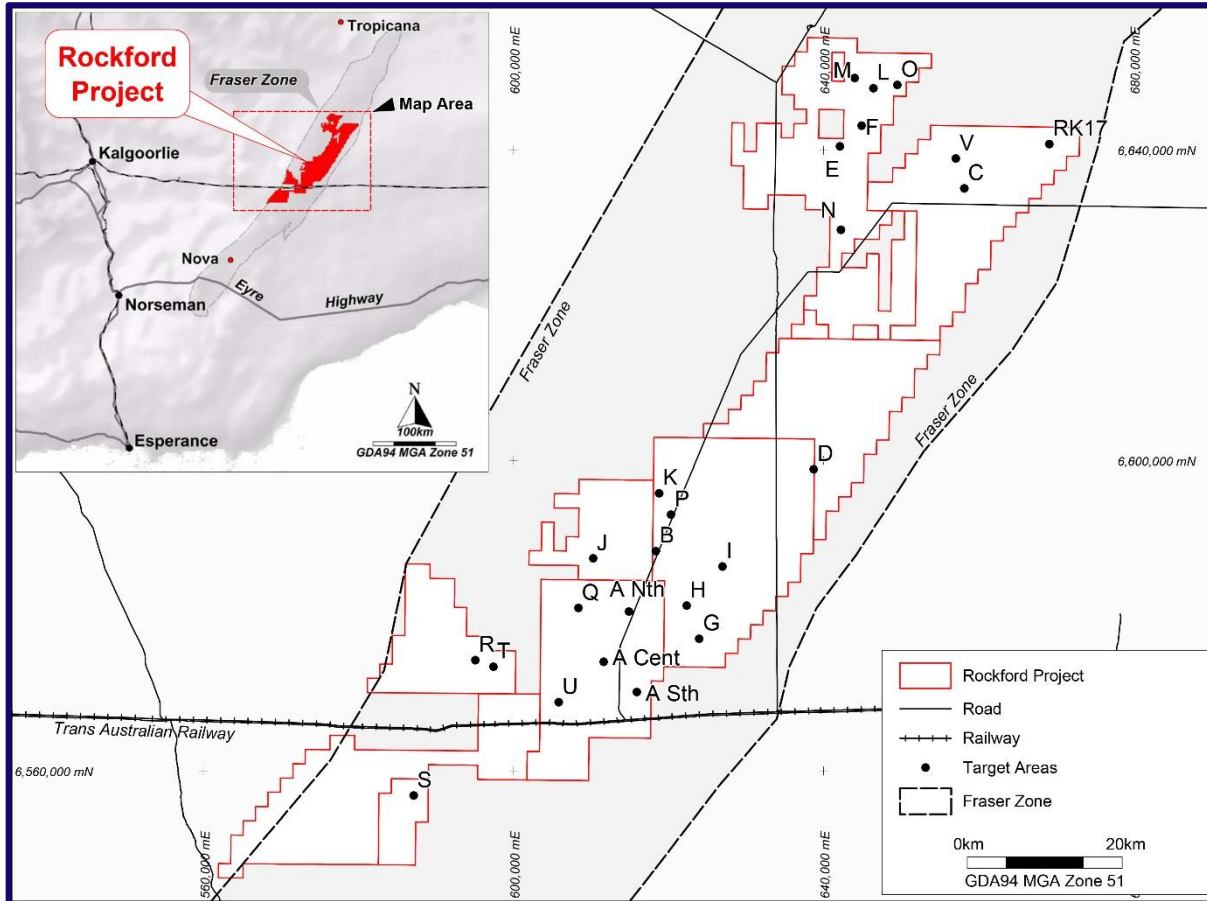 Tropicana
Rockford
Project
Fraser Zone
Map Area
Kalgoorlie
Nova
Eyre
Highway
Norseman
N
100km
GDA94 MGA Zone 51
Esperance
600,000 mE
640,000 mE
680,000 mE
M
L
O
F
RK17
6,640,000 mN
E
V
C
N
Fraser Zone
Fraser Zone
D
6,600,000 mN
K
P
B
J
I
Q
A Nth
H
G
R
T
A Cent
U
A Sth
Trans Australian Railway
6,560,000 mN
S
560,000 mE
600,000 mE
640,000 mE
Rockford Project
Road
Railway
Target Areas
Fraser Zone
0km
20km
GDA94 MGA Zone 51